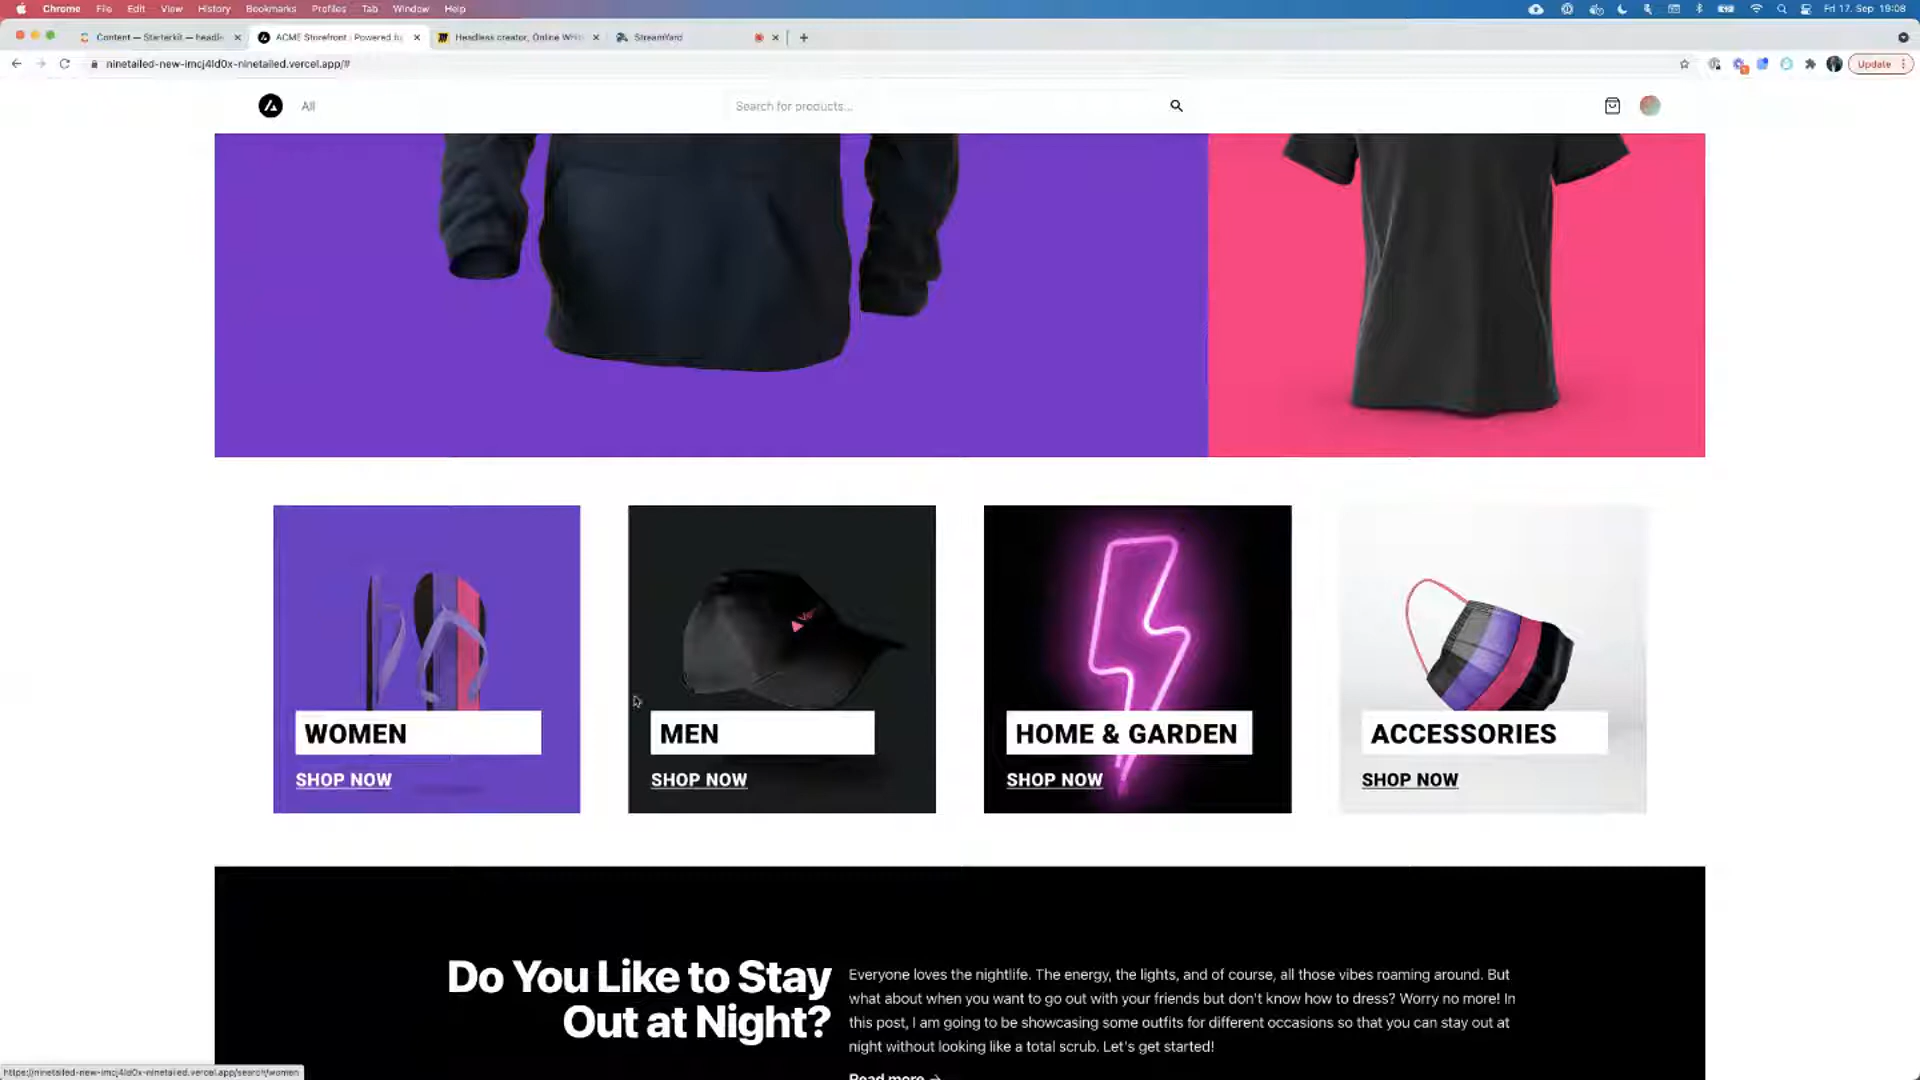 Chrome File Edit View History Bookmarks Profiles Tab Window Help
Fri 17. Sep 19:08
Content — Starterkit — headle
ACME Storefront | Powered by
Headless creator, Online Whit
StreamYard
ninetailed-new-imcj4ld0x-ninetailed.vercel.app/#
Update
All
Search for products...
WOMEN
SHOP NOW
MEN
SHOP NOW
HOME & GARDEN
SHOP NOW
ACCESSORIES
SHOP NOW
Do You Like to Stay
Out at Night?
Everyone loves the nightlife. The energy, the lights, and of course, all those vibes roaming around. But
what about when you want to go out with your friends but don't know how to dress? Worry no more! In
this post, I am going to be showcasing some outfits for different occasions so that you can stay out at
night without looking like a total scrub. Let's get started!
Read more →
https://ninetailed-new-imcj4ld0x-ninetailed.vercel.app/search/women